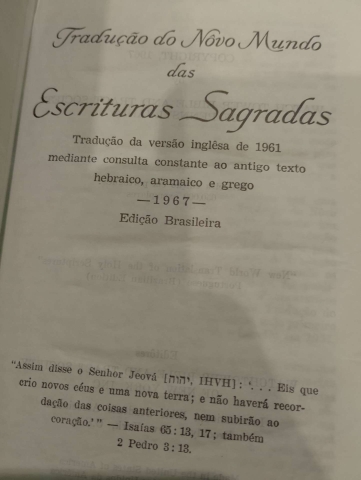 Tradução do Nôvo Mundo
das
Escrituras Sagradas
Tradução da versão inglêsa de 1961
mediante consulta constante ao antigo texto
hebraico, aramaico e grego
—1967—
Edição Brasileira
"Assim disse o Senhor Jeová [יהוה, IHVH]: '. . . Eis que
crio novos céus e uma nova terra; e não haverá recor-
dação das coisas anteriores, nem subirão ao
coração.' " — Isaías 65:13, 17; também
2 Pedro 3:13.